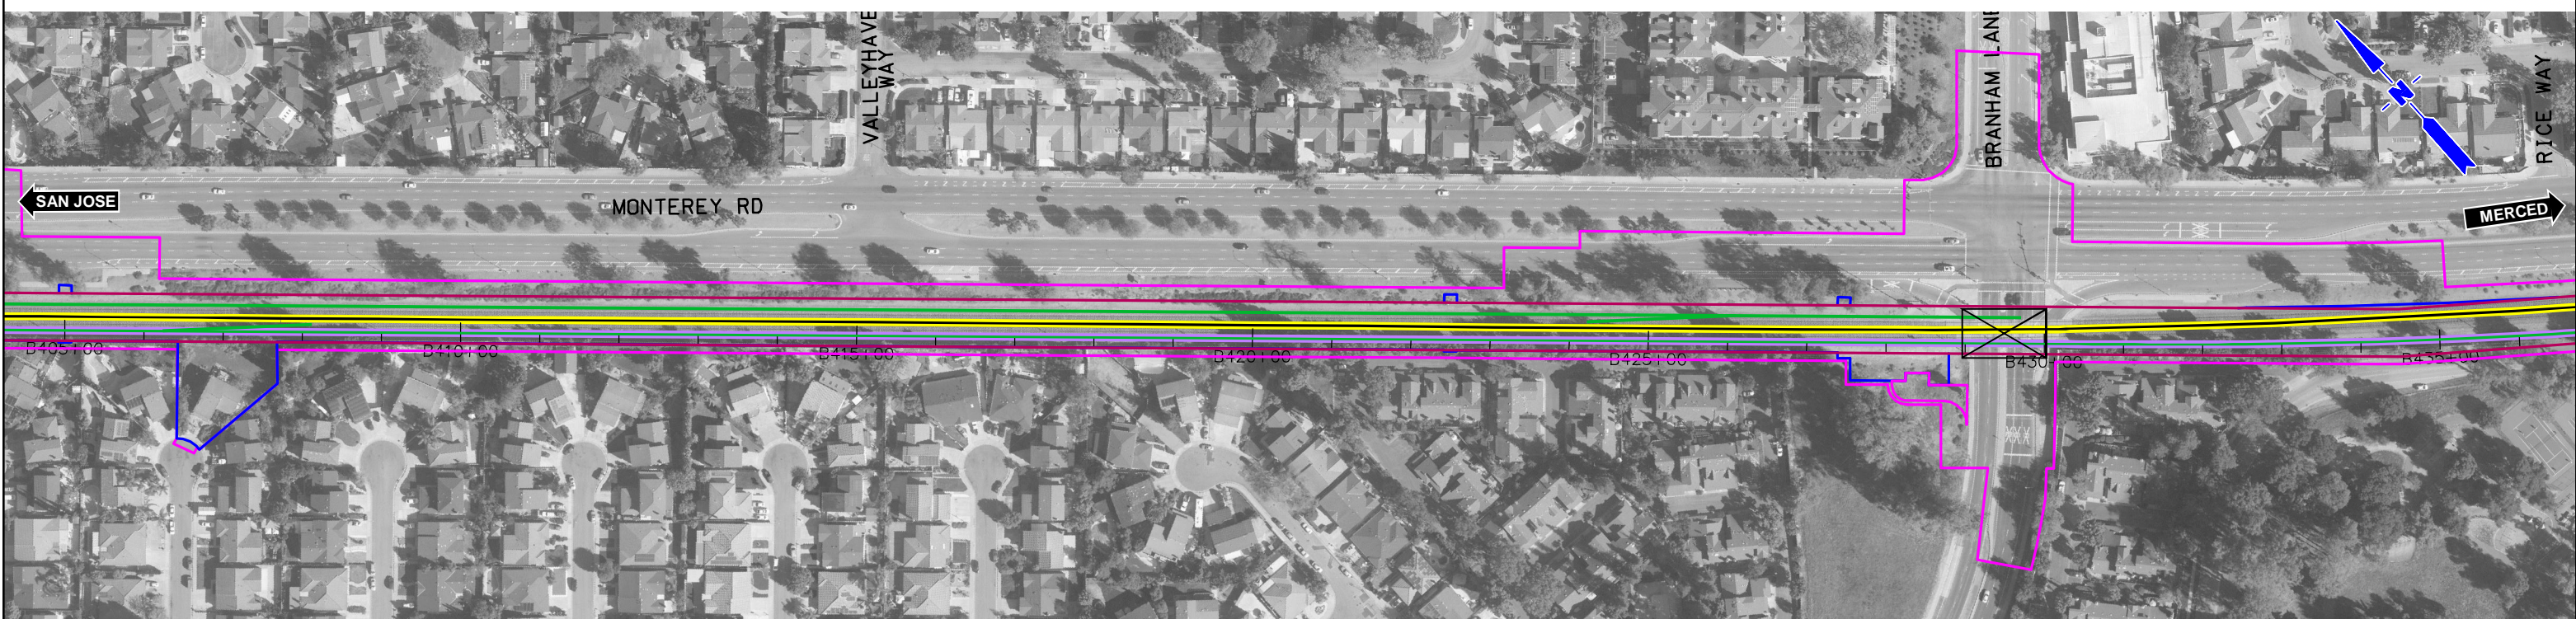 VALLEYHAVE
WAY
BRANHAM LANE
N
RICE WAY
SAN JOSE
MONTEREY RD
MERCED
B405+00
B410+00
B415+00
B420+00
B425+00
B430+00
B435+00